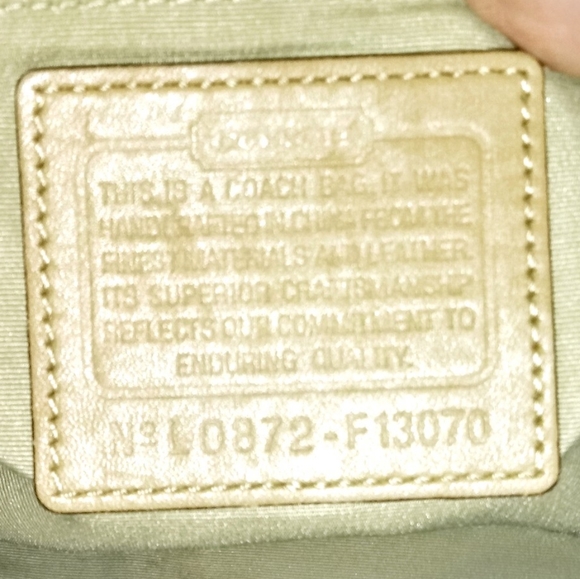 THIS IS A COACH BAG. IT WAS
HANDCRAFTED IN CHINA FROM THE
FINEST MATERIALS AND LEATHER.
ITS SUPERIOR CRAFTSMANSHIP
REFLECTS OUR COMMITMENT TO
ENDURING QUALITY.
Nº L0872-F13070